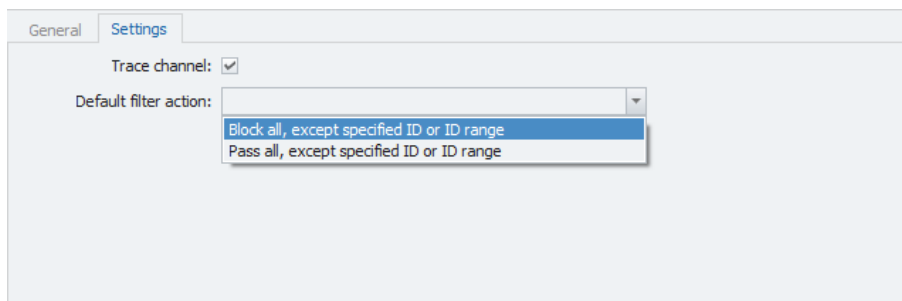 General Settings
Trace channel:
Default filter action:
Block all, except specified ID or ID range
Pass all, except specified ID or ID range